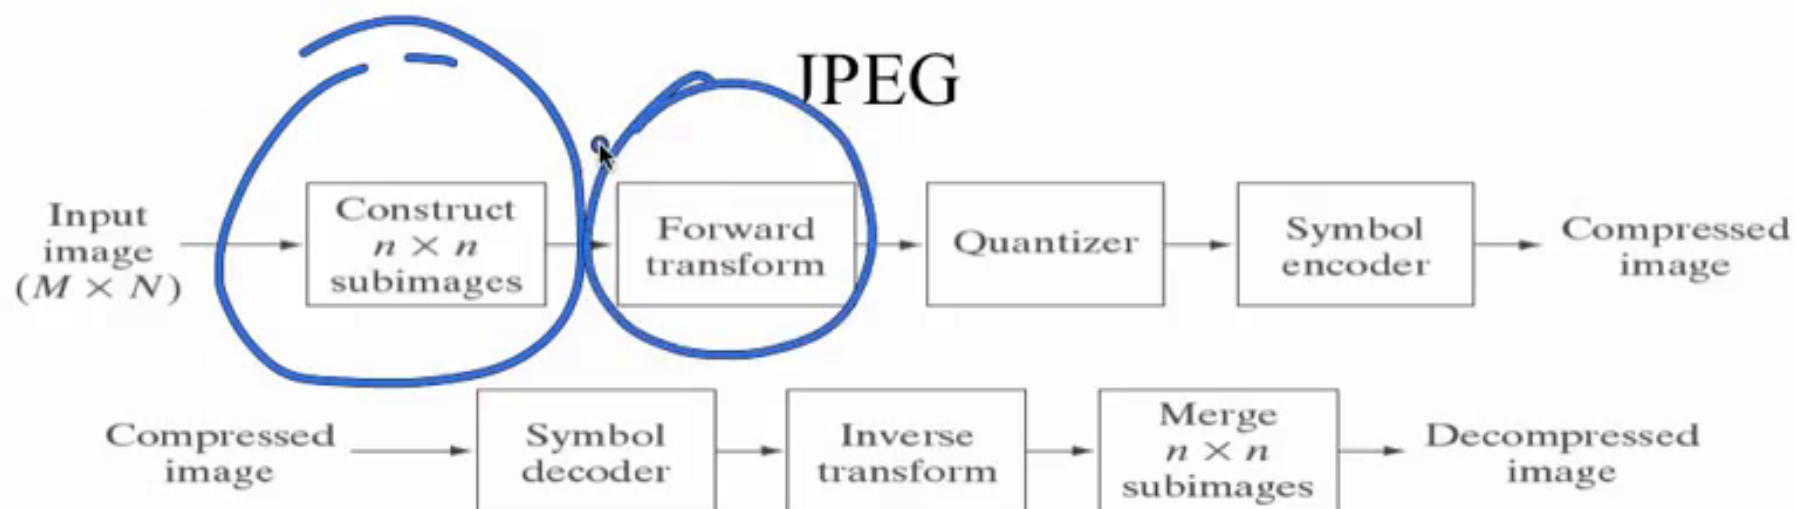 JPEG
Input
image
(M × N)
Construct
n × n
subimages
Forward
transform
Quantizer
Symbol
encoder
Compressed
image
Compressed
image
Symbol
decoder
Inverse
transform
Merge
n × n
subimages
Decompressed
image